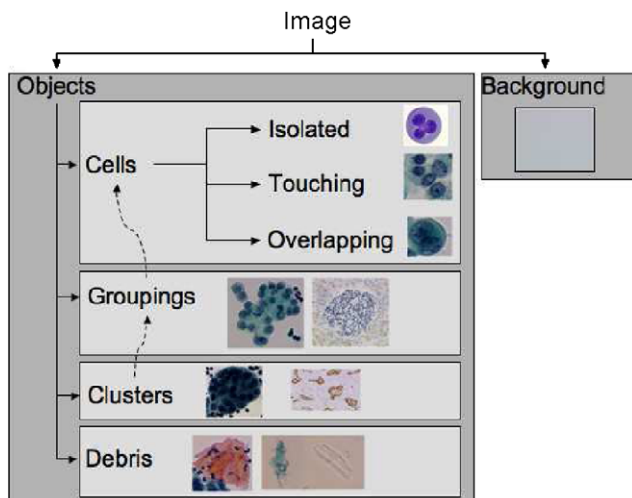 Image
Objects
Background
Cells
Isolated
Touching
Overlapping
Groupings
Clusters
Debris